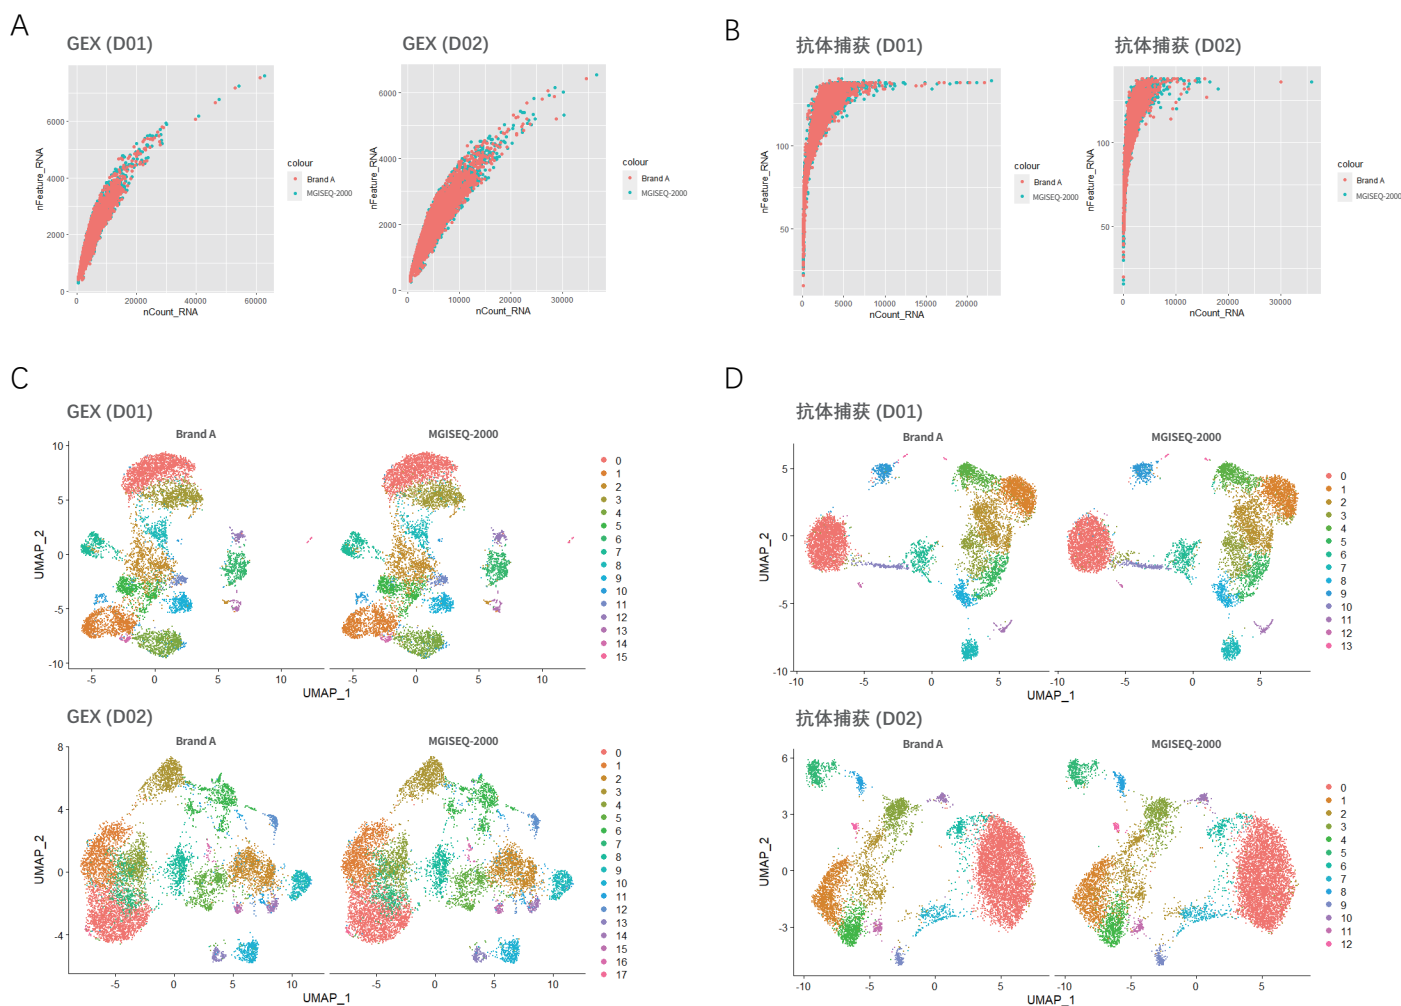 A
GEX (D01)
6000
4000
2000
0
nFeature_RNA
0
20000
40000
60000
nCount_RNA
colour
Brand A
MGISEQ-2000
GEX (D02)
6000
4000
2000
0
nFeature_RNA
0
10000
20000
30000
nCount_RNA
colour
Brand A
MGISEQ-2000
B
抗体捕获 (D01)
100
50
nFeature_RNA
0
5000
10000
15000
20000
nCount_RNA
colour
Brand A
MGISEQ-2000
抗体捕获 (D02)
100
50
nFeature_RNA
0
10000
20000
30000
nCount_RNA
colour
Brand A
MGISEQ-2000
C
GEX (D01)
Brand A
MGISEQ-2000
10
5
0
-5
-10
UMAP_2
-5
0
5
10
-5
0
5
10
UMAP_1
0
1
2
3
4
5
6
7
8
9
10
11
12
13
14
15
GEX (D02)
Brand A
MGISEQ-2000
8
4
0
-4
UMAP_2
-5
0
5
10
-5
0
5
10
UMAP_1
0
1
2
3
4
5
6
7
8
9
10
11
12
13
14
15
16
17
D
抗体捕获 (D01)
Brand A
MGISEQ-2000
5
0
-5
-10
UMAP_2
-10
-5
0
5
-10
-5
0
5
UMAP_1
0
1
2
3
4
5
6
7
8
9
10
11
12
13
抗体捕获 (D02)
Brand A
MGISEQ-2000
6
3
0
-3
UMAP_2
-10
-5
0
5
-10
-5
0
5
UMAP_1
0
1
2
3
4
5
6
7
8
9
10
11
12